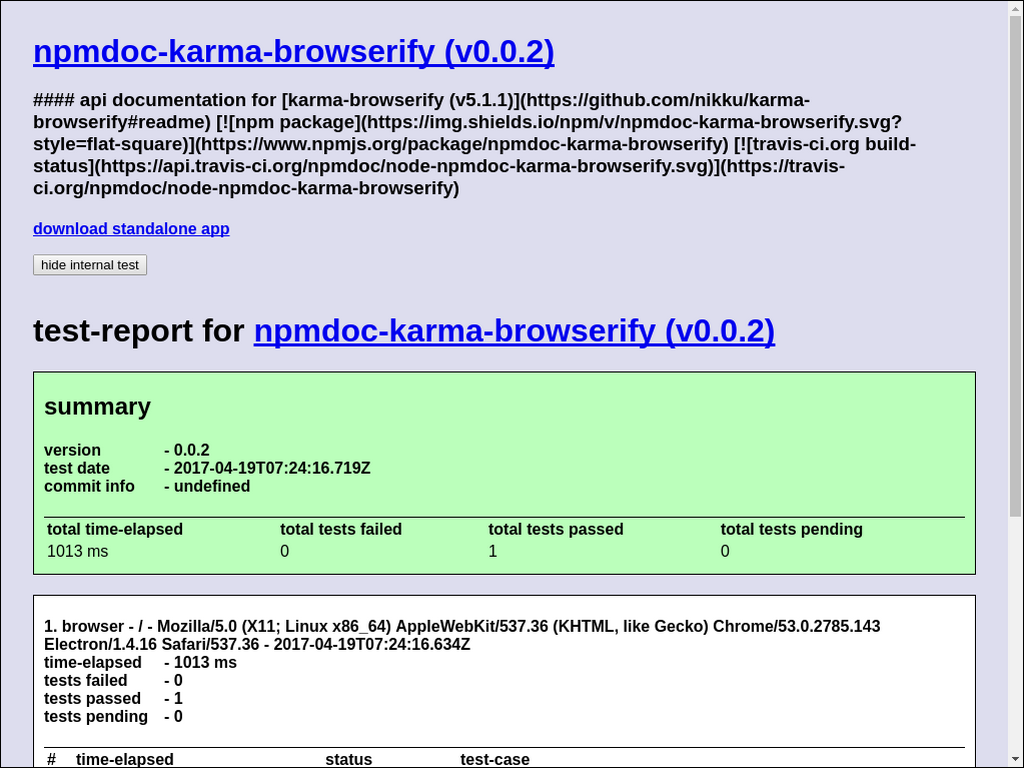 npmdoc-karma-browserify (v0.0.2)
#### api documentation for [karma-browserify (v5.1.1)](https://github.com/nikku/karma-
browserify#readme) [![npm package](https://img.shields.io/npm/v/npmdoc-karma-browserify.svg?
style=flat-square)](https://www.npmjs.org/package/npmdoc-karma-browserify) [![travis-ci.org build-
status](https://api.travis-ci.org/npmdoc/node-npmdoc-karma-browserify.svg)](https://travis-
ci.org/npmdoc/node-npmdoc-karma-browserify)
download standalone app
hide internal test
test-report for npmdoc-karma-browserify (v0.0.2)
summary
version - 0.0.2
test date - 2017-04-19T07:24:16.719Z
commit info - undefined
total time-elapsed total tests failed total tests passed total tests pending
1013 ms 0 1 0
1. browser - / - Mozilla/5.0 (X11; Linux x86_64) AppleWebKit/537.36 (KHTML, like Gecko) Chrome/53.0.2785.143
Electron/1.4.16 Safari/537.36 - 2017-04-19T07:24:16.634Z
time-elapsed - 1013 ms
tests failed - 0
tests passed - 1
tests pending - 0
# time-elapsed status test-case